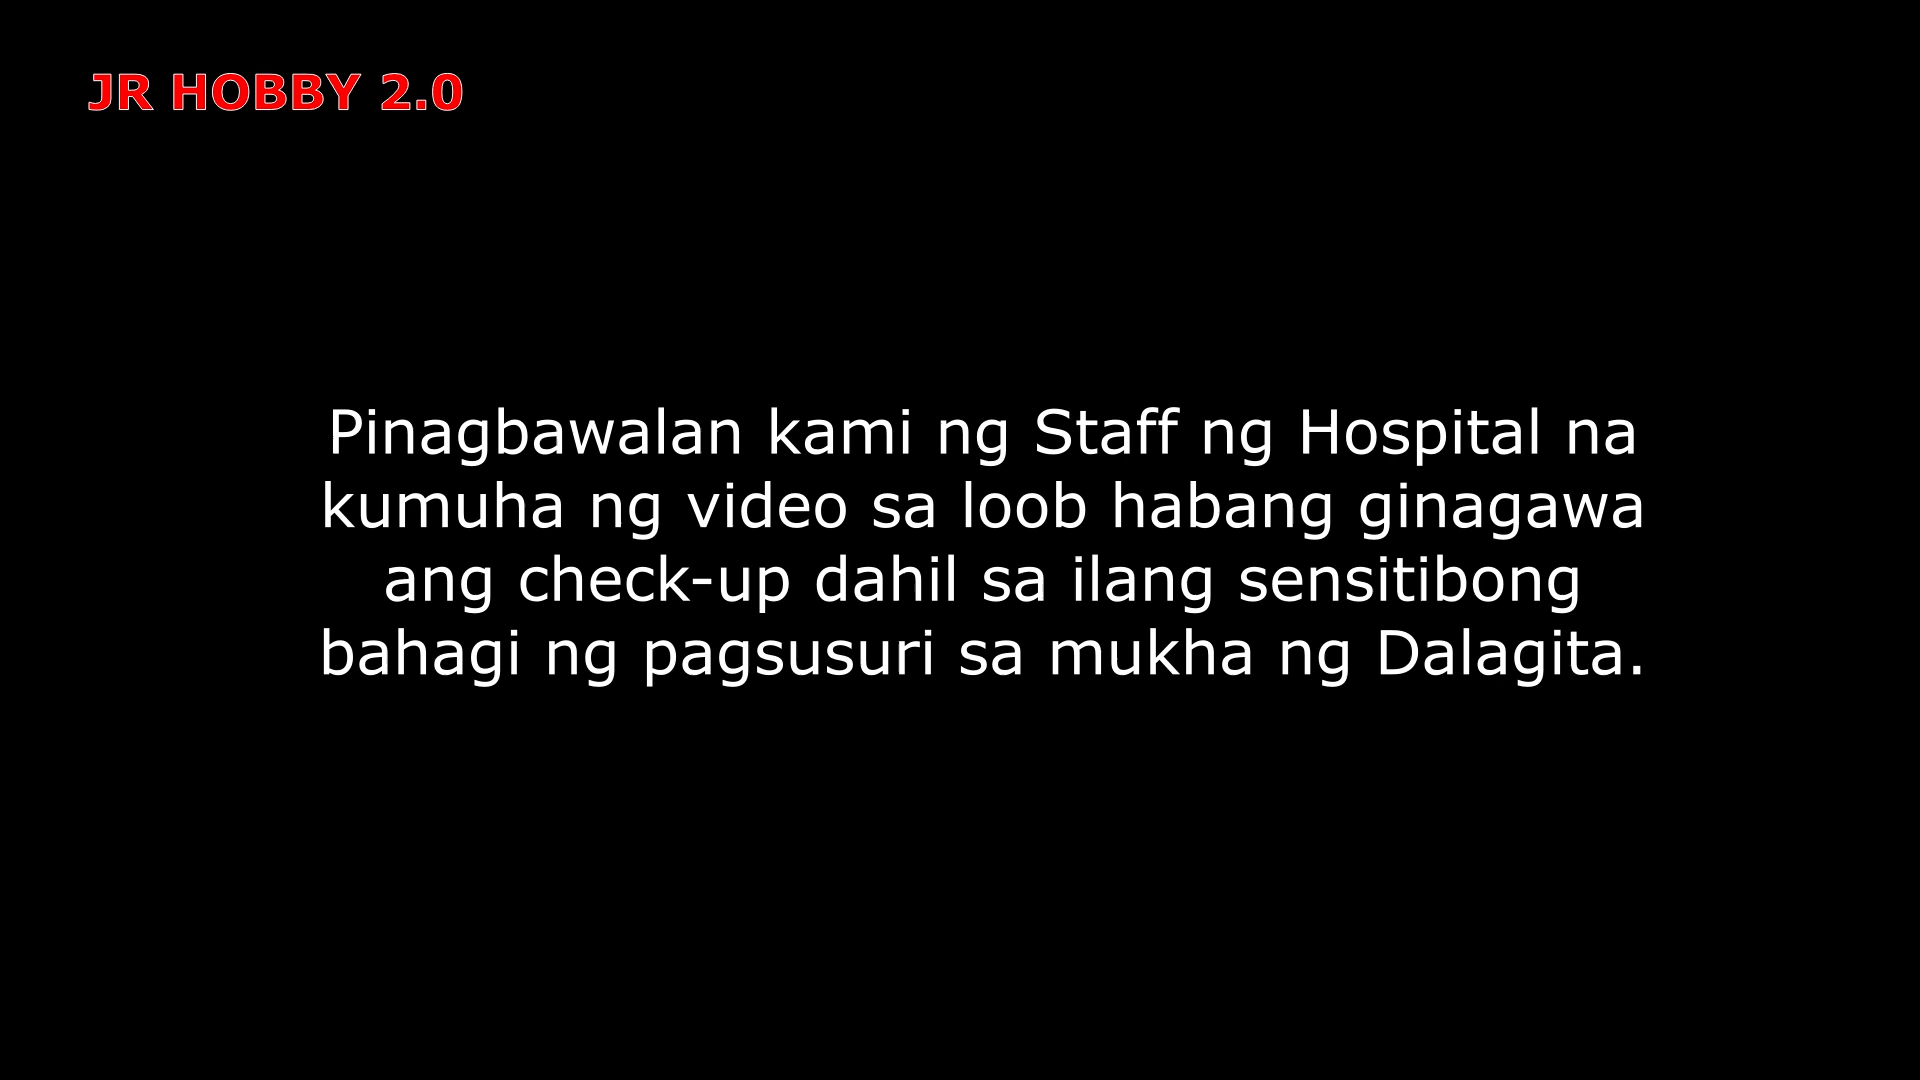 JR HOBBY 2.0
Pinagbawalan kami ng Staff ng Hospital na
kumuha ng video sa loob habang ginagawa
ang check-up dahil sa ilang sensitibong
bahagi ng pagsusuri sa mukha ng Dalagita.